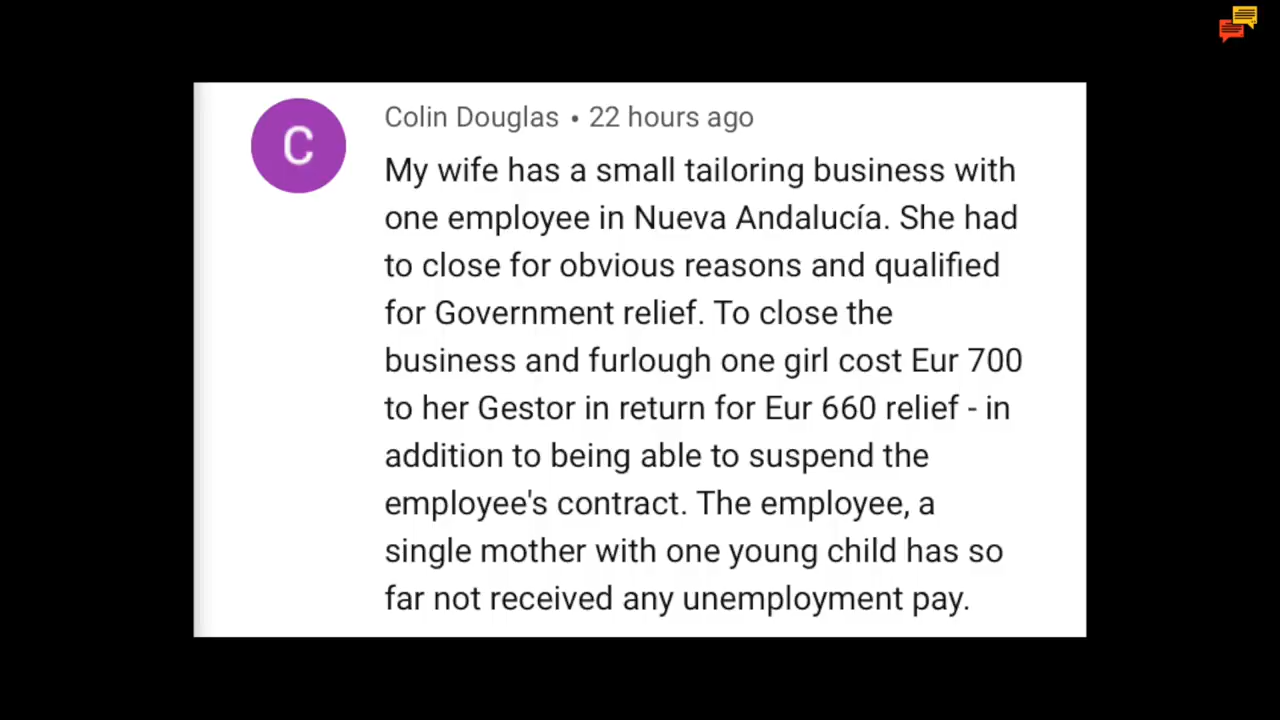 C
Colin Douglas • 22 hours ago
My wife has a small tailoring business with
one employee in Nueva Andalucía. She had
to close for obvious reasons and qualified
for Government relief. To close the
business and furlough one girl cost Eur 700
to her Gestor in return for Eur 660 relief - in
addition to being able to suspend the
employee's contract. The employee, a
single mother with one young child has so
far not received any unemployment pay.